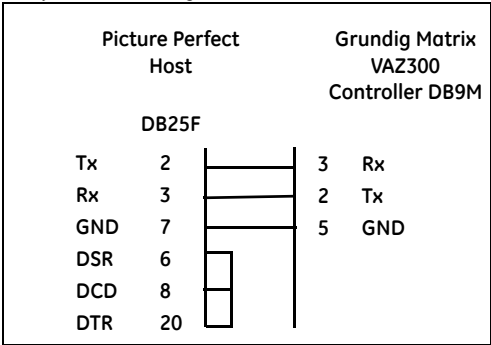 Picture Perfect Grundig Matrix
Host VAZ300
Controller DB9M
DB25F
Tx 2 3 Rx
Rx 3 2 Tx
GND 7 5 GND
DSR 6
DCD 8
DTR 20